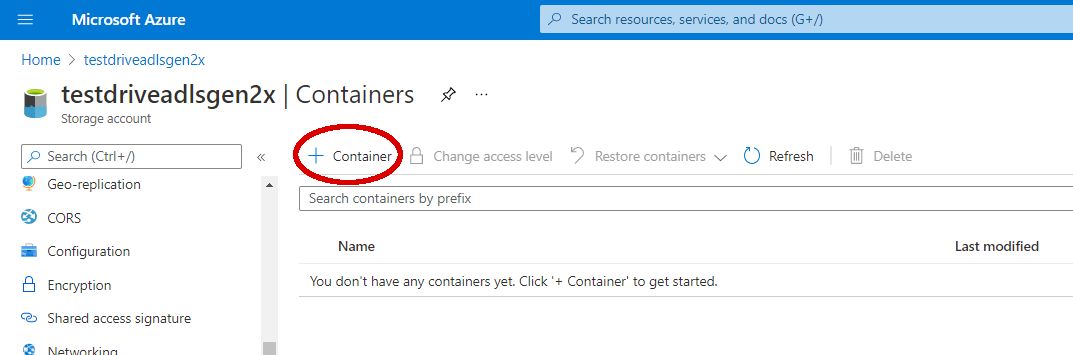 Microsoft Azure
Search resources, services, and docs (G+/)
Home > testdriveadlsgen2x
testdriveadlsgen2x | Containers ...
Storage account
Search (Ctrl+/) «
+ Container Change access level Restore containers Refresh Delete
Geo-replication
Search containers by prefix
CORS
Name Last modified
Configuration
You don't have any containers yet. Click '+ Container' to get started.
Encryption
Shared access signature
Networking